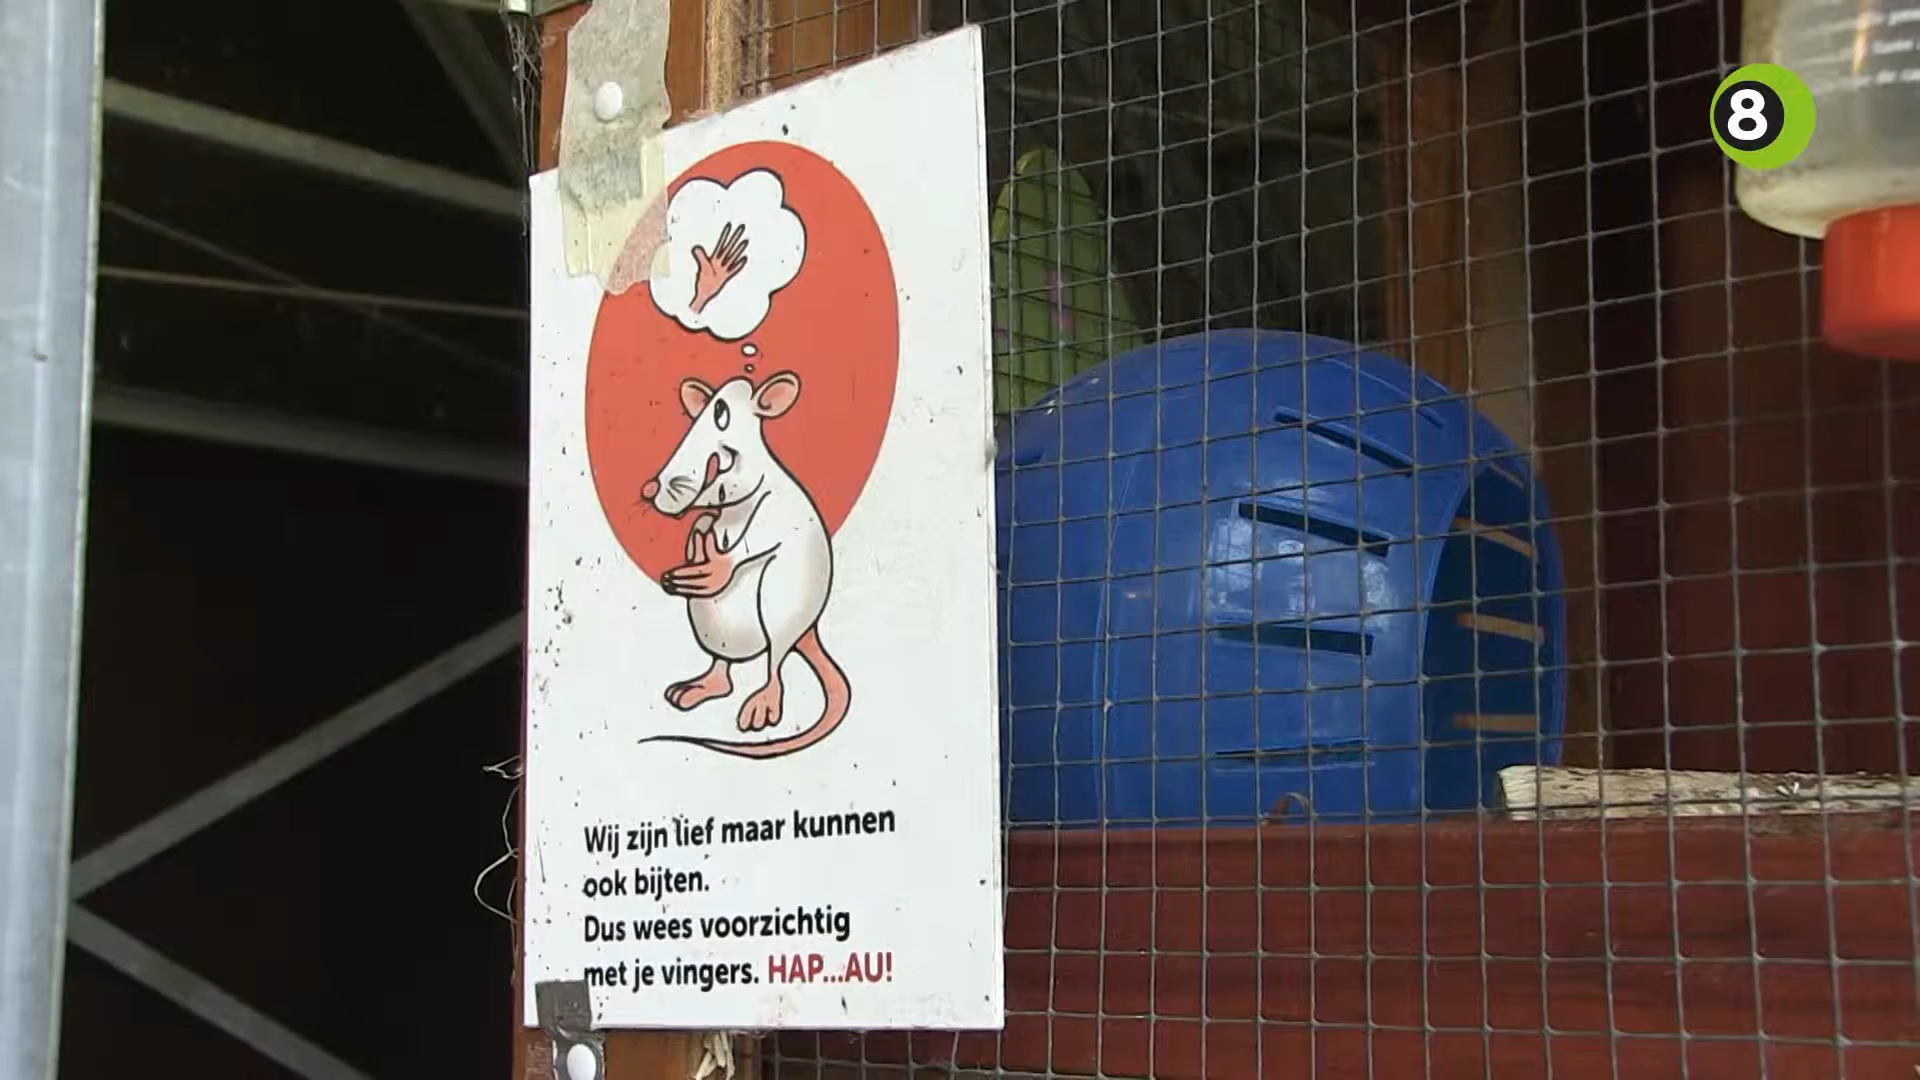 8
Wij zijn lief maar kunnen
ook bijten.
Dus wees voorzichtig
met je vingers. HAP...AU!